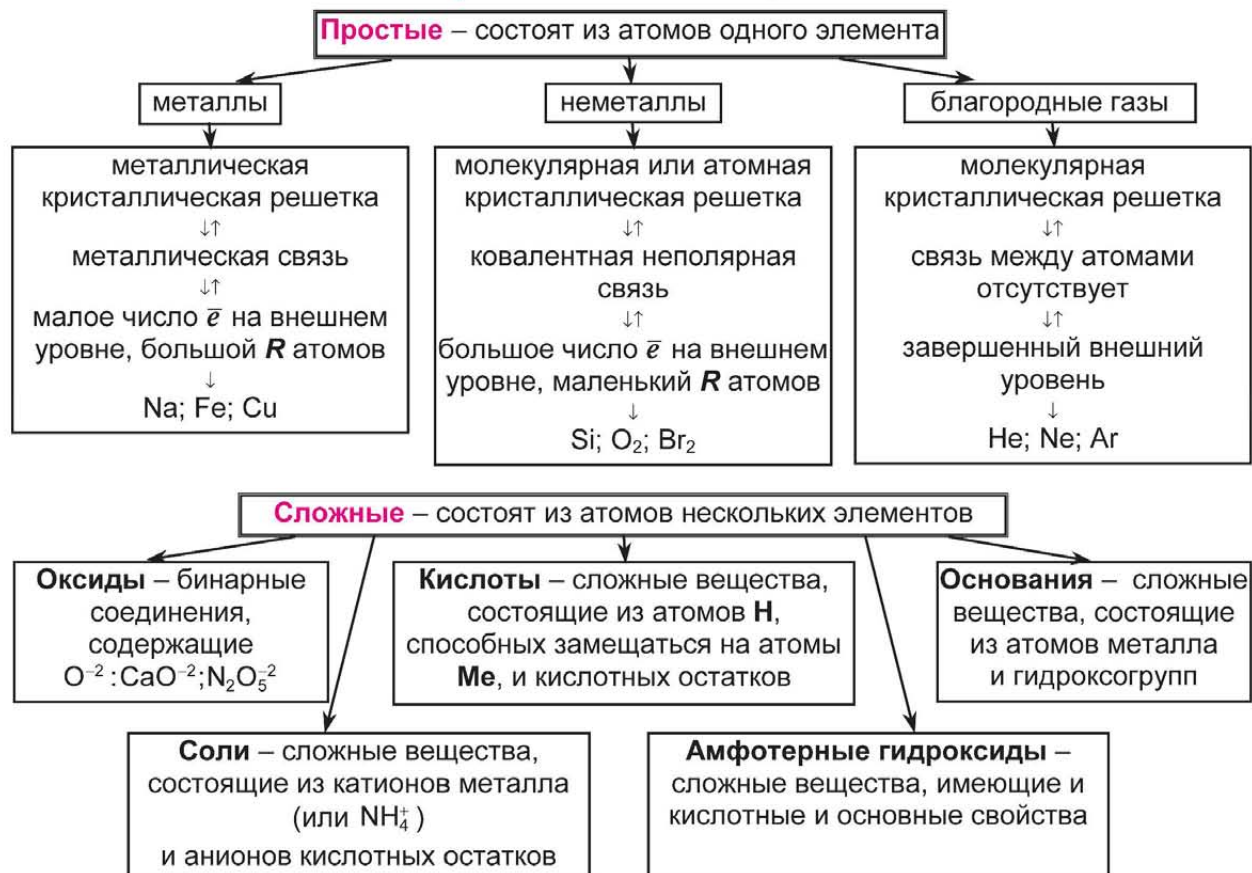 Простые – состоят из атомов одного элемента
металлы
неметаллы
благородные газы
металлическая
кристаллическая решетка
↓↑
металлическая связь
↓↑
малое число e̅ на внешнем
уровне, большой R атомов
↓
Na; Fe; Cu
молекулярная или атомная
кристаллическая решетка
↓↑
ковалентная неполярная
связь
↓↑
большое число e̅ на внешнем
уровне, маленький R атомов
↓
Si; O₂; Br₂
молекулярная
кристаллическая решетка
↓↑
связь между атомами
отсутствует
↓↑
завершенный внешний
уровень
↓
He; Ne; Ar
Сложные – состоят из атомов нескольких элементов
Оксиды – бинарные
соединения,
содержащие
O⁻² :CaO⁻²;N₂O₅⁻²
Кислоты – сложные вещества,
состоящие из атомов H,
способных замещаться на атомы
Me, и кислотных остатков
Основания – сложные
вещества, состоящие
из атомов металла
и гидроксогрупп
Соли – сложные вещества,
состоящие из катионов металла
(или NH₄⁺)
и анионов кислотных остатков
Амфотерные гидроксиды –
сложные вещества, имеющие и
кислотные и основные свойства